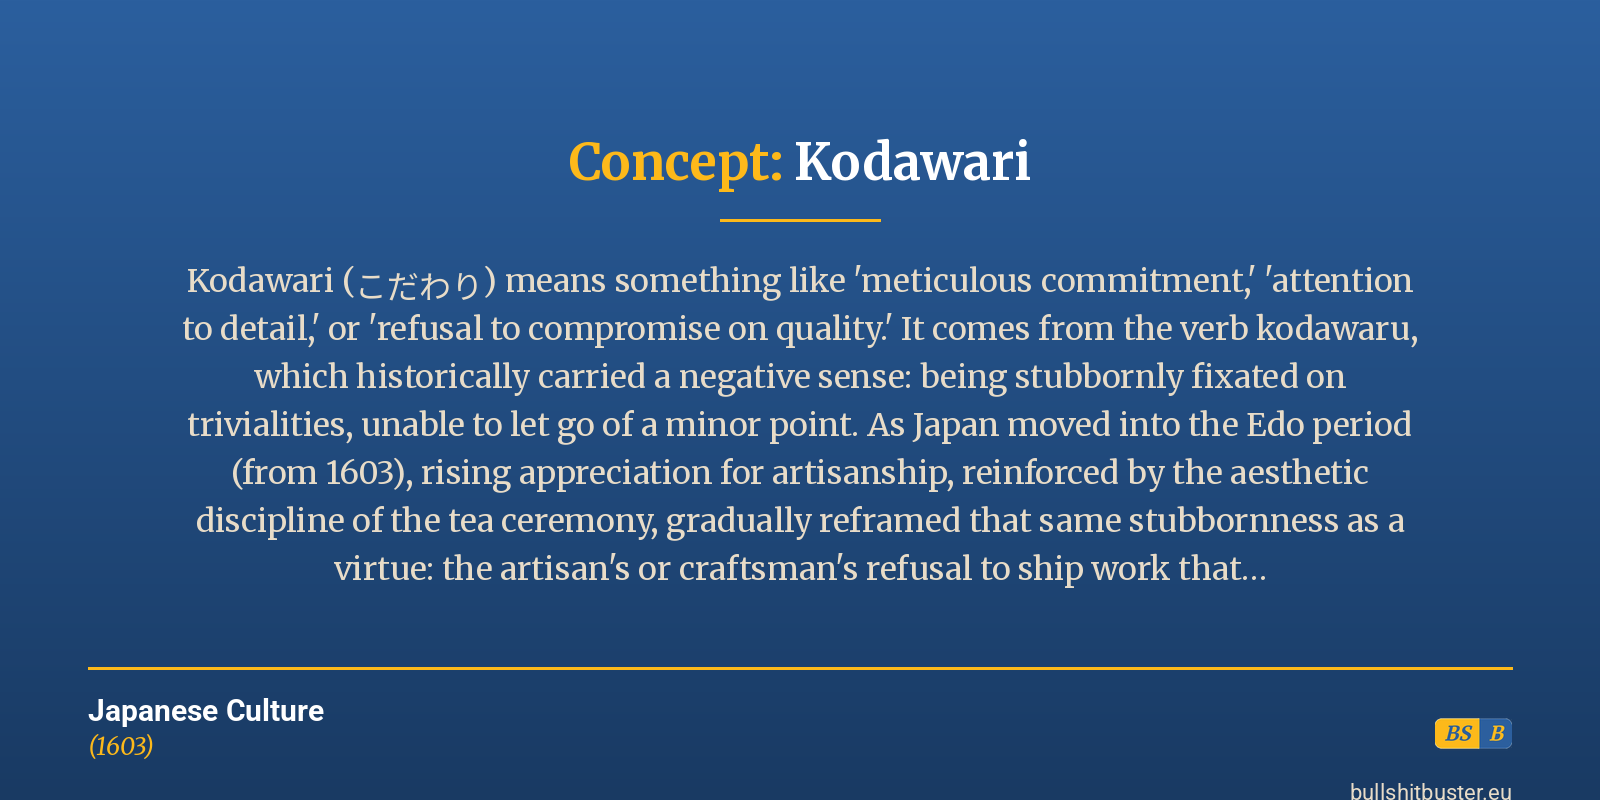 Concept: Kodawari
Kodawari (こだわり) means something like 'meticulous commitment,' 'attention
to detail,' or 'refusal to compromise on quality.' It comes from the verb kodawaru,
which historically carried a negative sense: being stubbornly fixated on
trivialities, unable to let go of a minor point. As Japan moved into the Edo period
(from 1603), rising appreciation for artisanship, reinforced by the aesthetic
discipline of the tea ceremony, gradually reframed that same stubbornness as a
virtue: the artisan's or craftsman's refusal to ship work that...
Japanese Culture
(1603)
BS B
bullshitbuster.eu